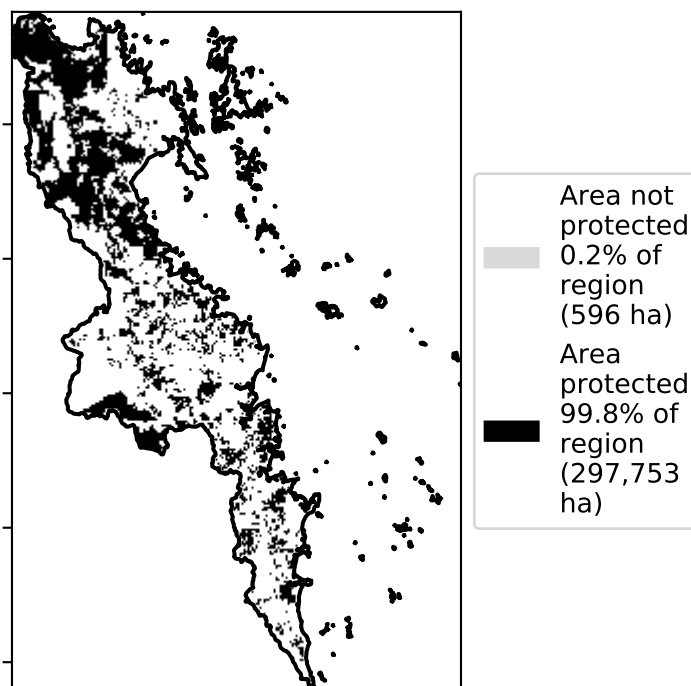 Area not
protected
0.2% of
region
(596 ha)
Area
protected
99.8% of
region
(297,753
ha)